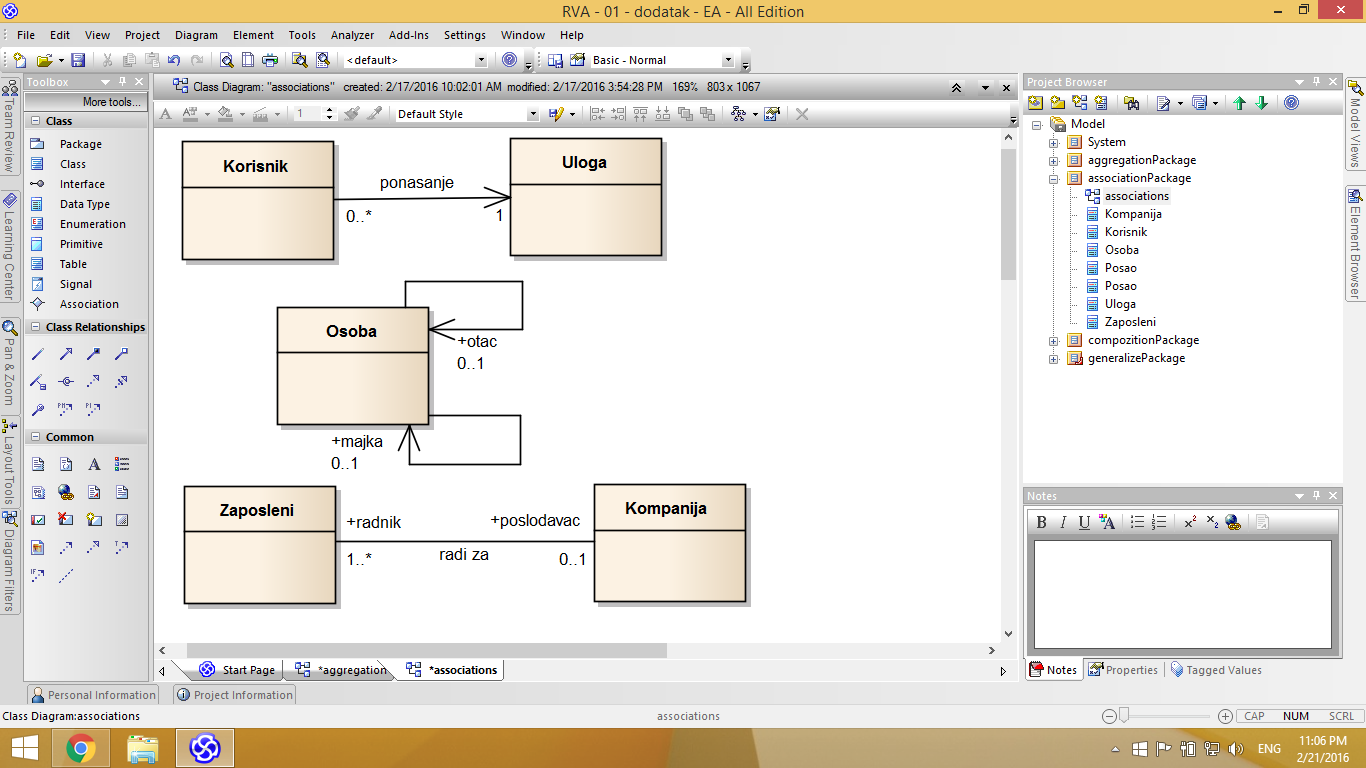 RVA - 01 - dodatak - EA - All Edition
File Edit View Project Diagram Element Tools Analyzer Add-Ins Settings Window Help
<default>
Basic - Normal
Team Review
Learning Center
Pan & Zoom
Layout Tools
Diagram Filters
Toolbox
More tools...
Class
Package
Class
Interface
Data Type
Enumeration
Primitive
Table
Signal
Association
Class Relationships
Common
Class Diagram: "associations" created: 2/17/2016 10:02:01 AM modified: 2/17/2016 3:54:28 PM 169% 803 x 1067
1
Default Style
Korisnik
ponasanje
0..*
1
Uloga
Osoba
+otac
0..1
+majka
0..1
Zaposleni
+radnik
1..*
radi za
+poslodavac
0..1
Kompanija
Start Page
*aggregation
*associations
Project Browser
Model
System
aggregationPackage
associationPackage
associations
Kompanija
Korisnik
Osoba
Posao
Posao
Uloga
Zaposleni
compozitionPackage
generalizePackage
Notes
B I U A
Notes Properties Tagged Values
Model Views
Element Browser
Personal Information Project Information
Class Diagram:associations
associations
CAP NUM SCRL
ENG
11:06 PM
2/21/2016